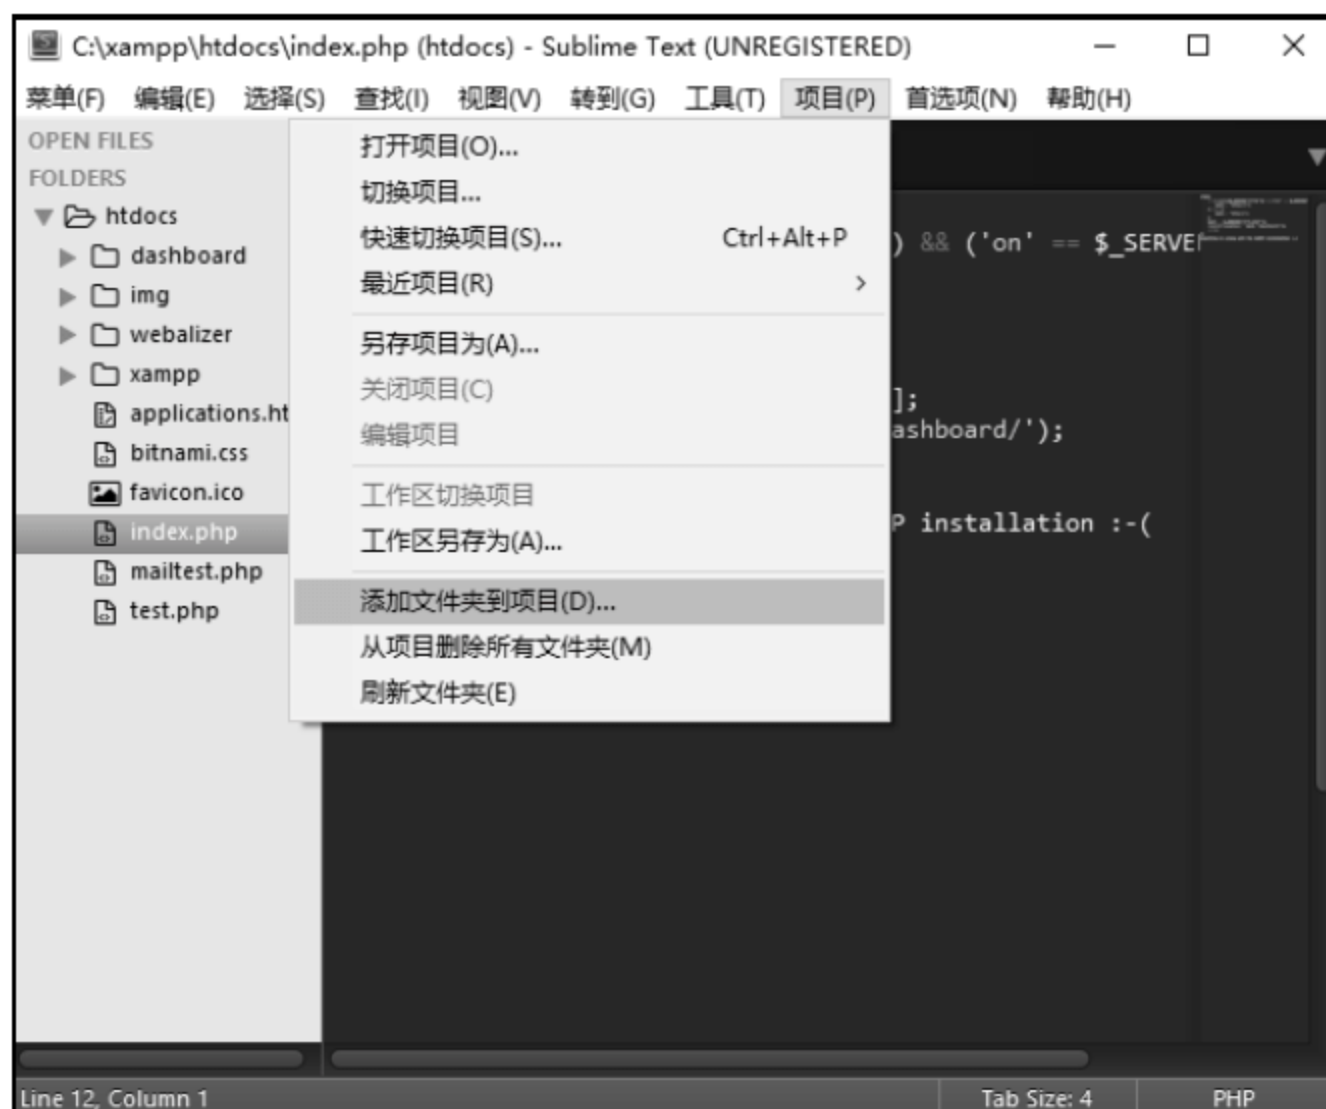 C:\xampp\htdocs\index.php (htdocs) - Sublime Text (UNREGISTERED)
菜单(F) 编辑(E) 选择(S) 查找(I) 视图(V) 转到(G) 工具(T) 项目(P) 首选项(N) 帮助(H)
OPEN FILES
FOLDERS
htdocs
dashboard
img
webalizer
xampp
applications.ht
bitnami.css
favicon.ico
index.php
mailtest.php
test.php
打开项目(O)...
切换项目...
快速切换项目(S)... Ctrl+Alt+P
最近项目(R)
另存项目为(A)...
关闭项目(C)
编辑项目
工作区切换项目
工作区另存为(A)...
添加文件夹到项目(D)...
从项目删除所有文件夹(M)
刷新文件夹(E)
) && ('on' == $_SERVE
];
ashboard/');
P installation :-(
Line 12, Column 1 Tab Size: 4 PHP